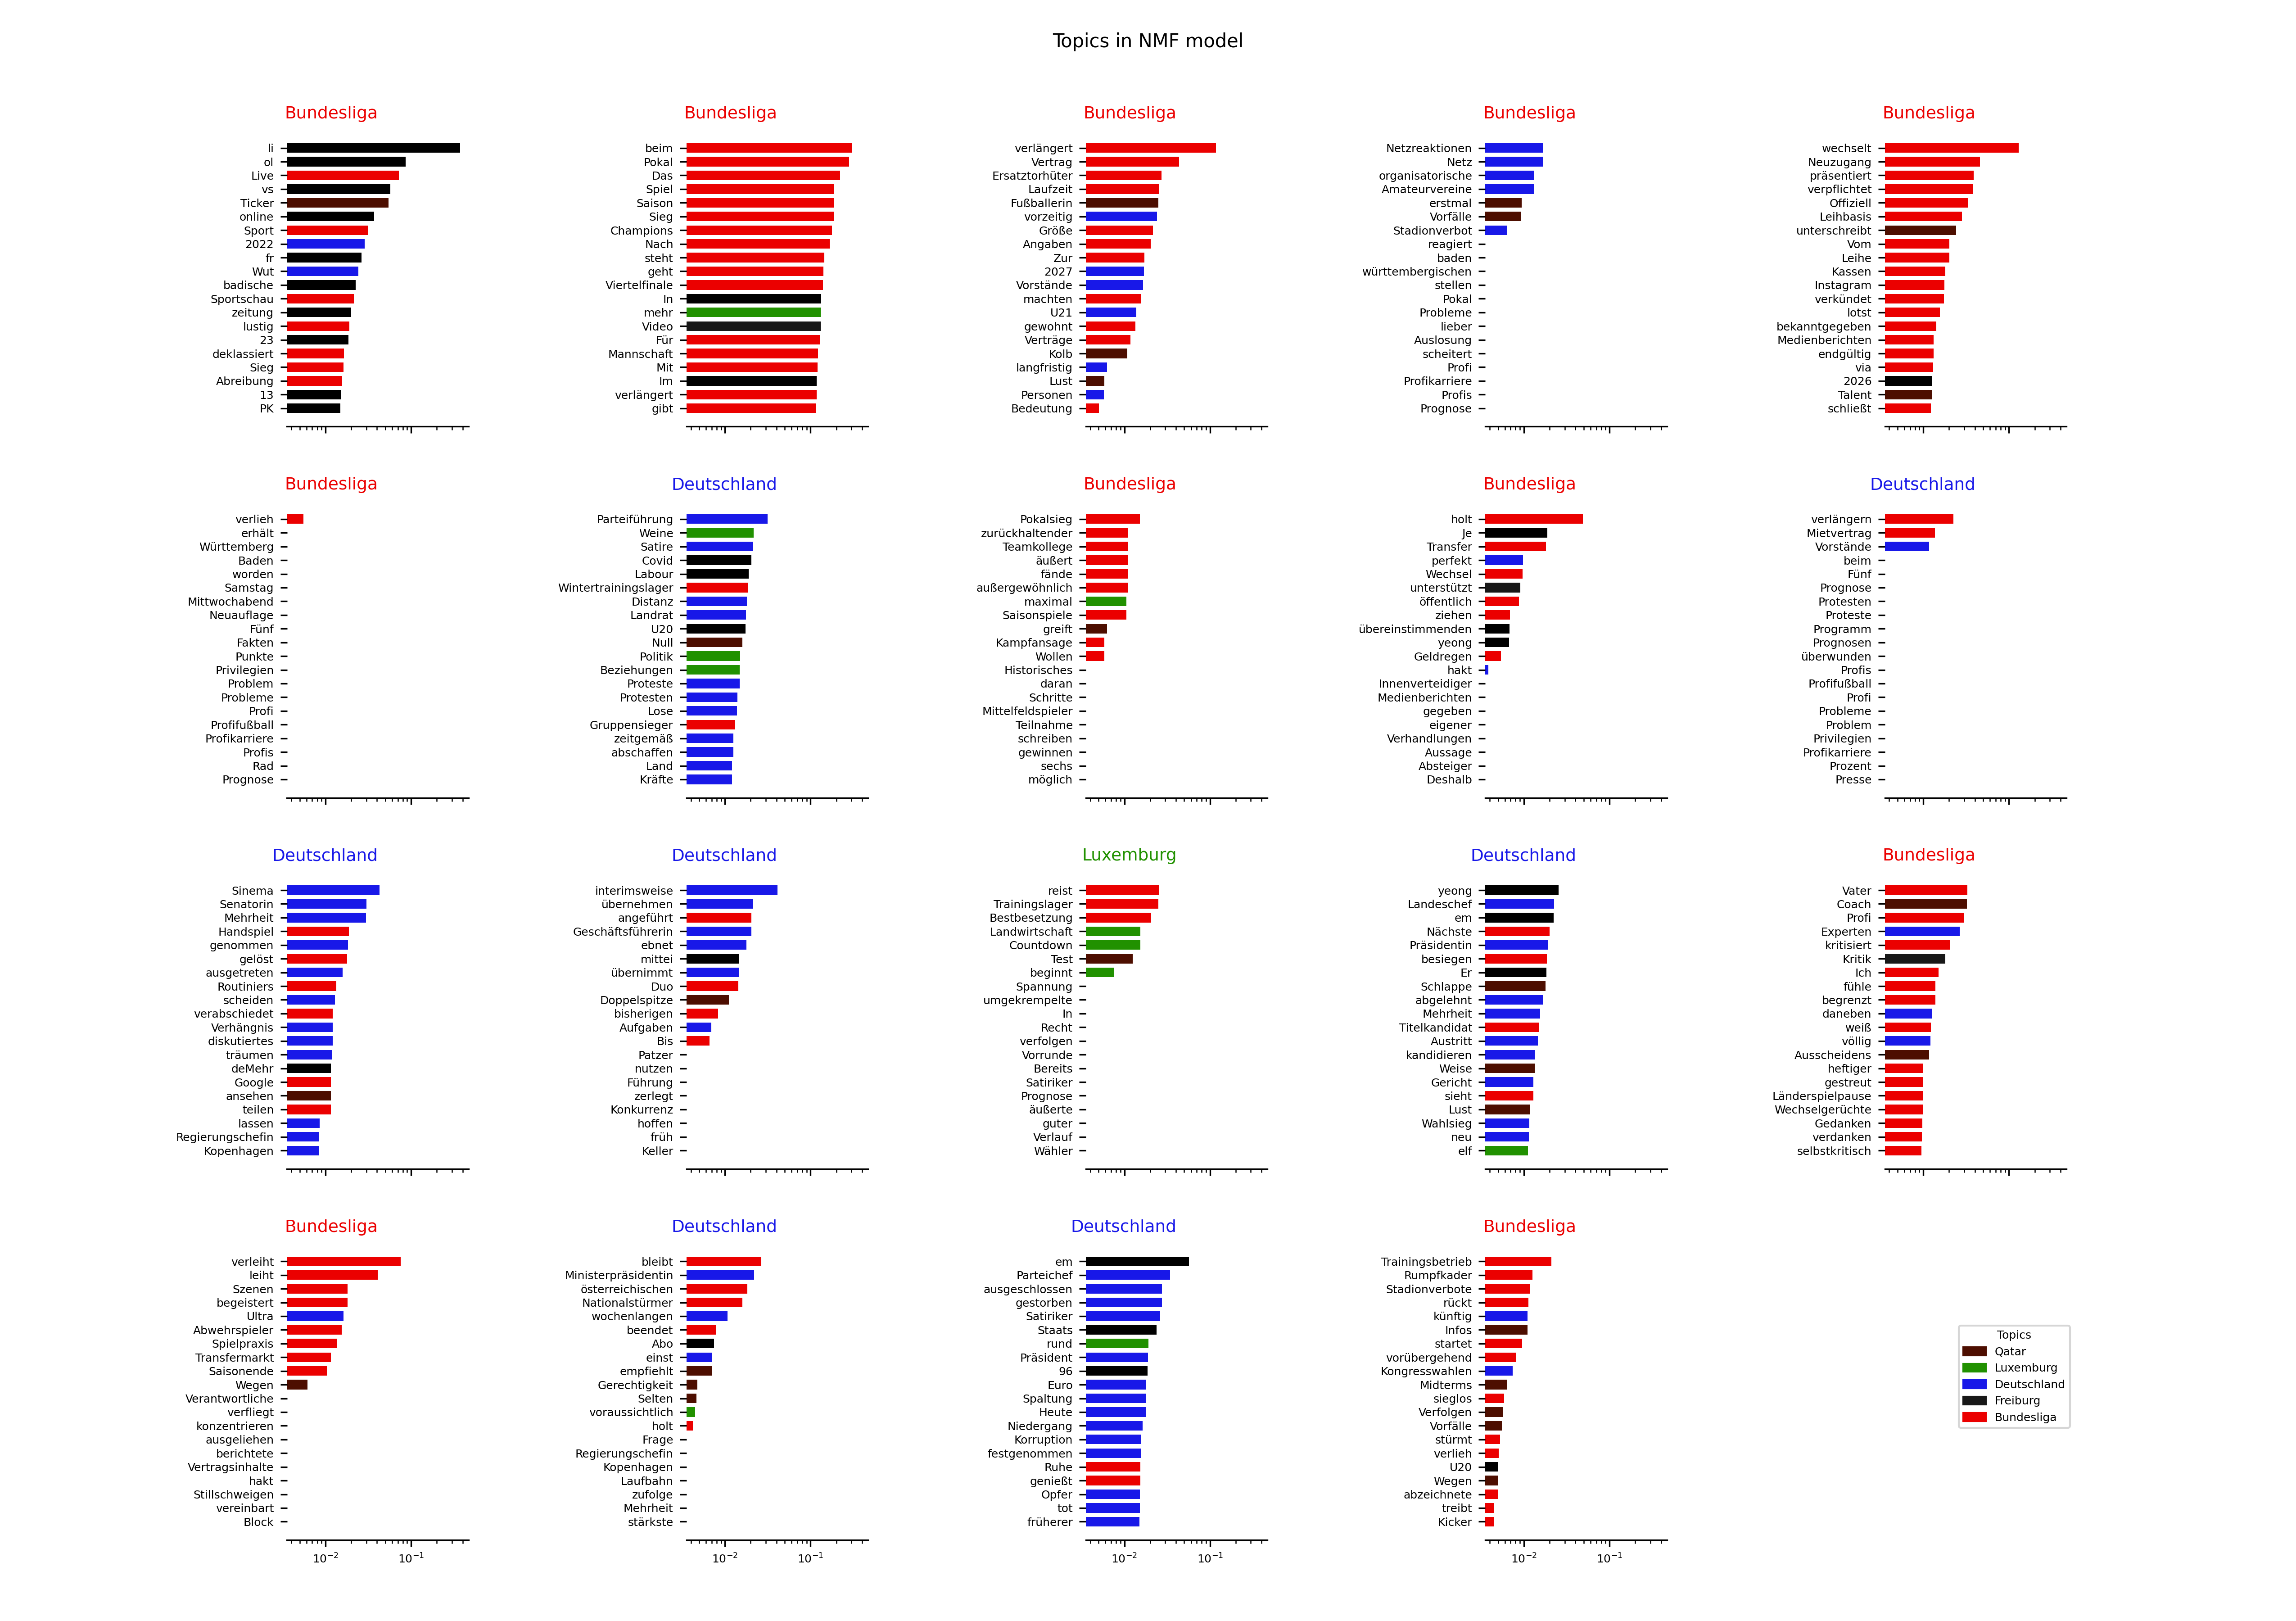 Topics in NMF model
Bundesliga
li
ol
Live
vs
Ticker
online
Sport
2022
fr
Wut
badische
Sportschau
zeitung
lustig
23
deklassiert
Sieg
Abreibung
13
PK
Bundesliga
beim
Pokal
Das
Spiel
Saison
Sieg
Champions
Nach
steht
geht
Viertelfinale
In
mehr
Video
Für
Mannschaft
Mit
Im
verlängert
gibt
Bundesliga
verlängert
Vertrag
Ersatztorhüter
Laufzeit
Fußballerin
vorzeitig
Größe
Angaben
Zur
2027
Vorstände
machten
U21
gewohnt
Verträge
Kolb
langfristig
Lust
Personen
Bedeutung
Bundesliga
Netzreaktionen
Netz
organisatorische
Amateurvereine
erstmal
Vorfälle
Stadionverbot
reagiert
baden
württembergischen
stellen
Pokal
Probleme
lieber
Auslosung
scheitert
Profi
Profikarriere
Profis
Prognose
Bundesliga
wechselt
Neuzugang
präsentiert
verpflichtet
Offiziell
Leihbasis
unterschreibt
Vom
Leihe
Kassen
Instagram
verkündet
lotst
bekanntgegeben
Medienberichten
endgültig
via
2026
Talent
schließt
Bundesliga
verlieh
erhält
Württemberg
Baden
worden
Samstag
Mittwochabend
Neuauflage
Fünf
Fakten
Punkte
Privilegien
Problem
Probleme
Profi
Profifußball
Profikarriere
Profis
Rad
Prognose
Deutschland
Parteiführung
Weine
Satire
Covid
Labour
Wintertrainingslager
Distanz
Landrat
U20
Null
Politik
Beziehungen
Proteste
Protesten
Lose
Gruppensieger
zeitgemäß
abschaffen
Land
Kräfte
Bundesliga
Pokalsieg
zurückhaltender
Teamkollege
äußert
fände
außergewöhnlich
maximal
Saisonspiele
greift
Kampfansage
Wollen
Historisches
daran
Schritte
Mittelfeldspieler
Teilnahme
schreiben
gewinnen
sechs
möglich
Bundesliga
holt
Je
Transfer
perfekt
Wechsel
unterstützt
öffentlich
ziehen
übereinstimmenden
yeong
Geldregen
hakt
Innenverteidiger
Medienberichten
gegeben
eigener
Verhandlungen
Aussage
Absteiger
Deshalb
Deutschland
verlängern
Mietvertrag
Vorstände
beim
Fünf
Prognose
Protesten
Proteste
Programm
Prognosen
überwunden
Profis
Profifußball
Profi
Probleme
Problem
Privilegien
Profikarriere
Prozent
Presse
Deutschland
Sinema
Senatorin
Mehrheit
Handspiel
genommen
gelöst
ausgetreten
Routiniers
scheiden
verabschiedet
Verhängnis
diskutiertes
träumen
deMehr
Google
ansehen
teilen
lassen
Regierungschefin
Kopenhagen
Deutschland
interimsweise
übernehmen
angeführt
Geschäftsführerin
ebnet
mittei
übernimmt
Duo
Doppelspitze
bisherigen
Aufgaben
Bis
Patzer
nutzen
Führung
zerlegt
Konkurrenz
hoffen
früh
Keller
Luxemburg
reist
Trainingslager
Bestbesetzung
Landwirtschaft
Countdown
Test
beginnt
Spannung
umgekrempelte
In
Recht
verfolgen
Vorrunde
Bereits
Satiriker
Prognose
äußerte
guter
Verlauf
Wähler
Deutschland
yeong
Landeschef
em
Nächste
Präsidentin
besiegen
Er
Schlappe
abgelehnt
Mehrheit
Titelkandidat
Austritt
kandidieren
Weise
Gericht
sieht
Lust
Wahlsieg
neu
elf
Bundesliga
Vater
Coach
Profi
Experten
kritisiert
Kritik
Ich
fühle
begrenzt
daneben
weiß
völlig
Ausscheidens
heftiger
gestreut
Länderspielpause
Wechselgerüchte
Gedanken
verdanken
selbstkritisch
Bundesliga
verleiht
leiht
Szenen
begeistert
Ultra
Abwehrspieler
Spielpraxis
Transfermarkt
Saisonende
Wegen
Verantwortliche
verfliegt
konzentrieren
ausgeliehen
berichtete
Vertragsinhalte
hakt
Stillschweigen
vereinbart
Block
10⁻² 10⁻¹
Deutschland
bleibt
Ministerpräsidentin
österreichischen
Nationalstürmer
wochenlangen
beendet
Abo
einst
empfiehlt
Gerechtigkeit
Selten
voraussichtlich
holt
Frage
Regierungschefin
Kopenhagen
Laufbahn
zufolge
Mehrheit
stärkste
10⁻² 10⁻¹
Deutschland
em
Parteichef
ausgeschlossen
gestorben
Satiriker
Staats
rund
Präsident
96
Euro
Spaltung
Heute
Niedergang
Korruption
festgenommen
Ruhe
genießt
Opfer
tot
früherer
10⁻² 10⁻¹
Bundesliga
Trainingsbetrieb
Rumpfkader
Stadionverbote
rückt
künftig
Infos
startet
vorübergehend
Kongresswahlen
Midterms
sieglos
Verfolgen
Vorfälle
stürmt
verlieh
U20
Wegen
abzeichnete
treibt
Kicker
10⁻² 10⁻¹
Topics
Qatar
Luxemburg
Deutschland
Freiburg
Bundesliga